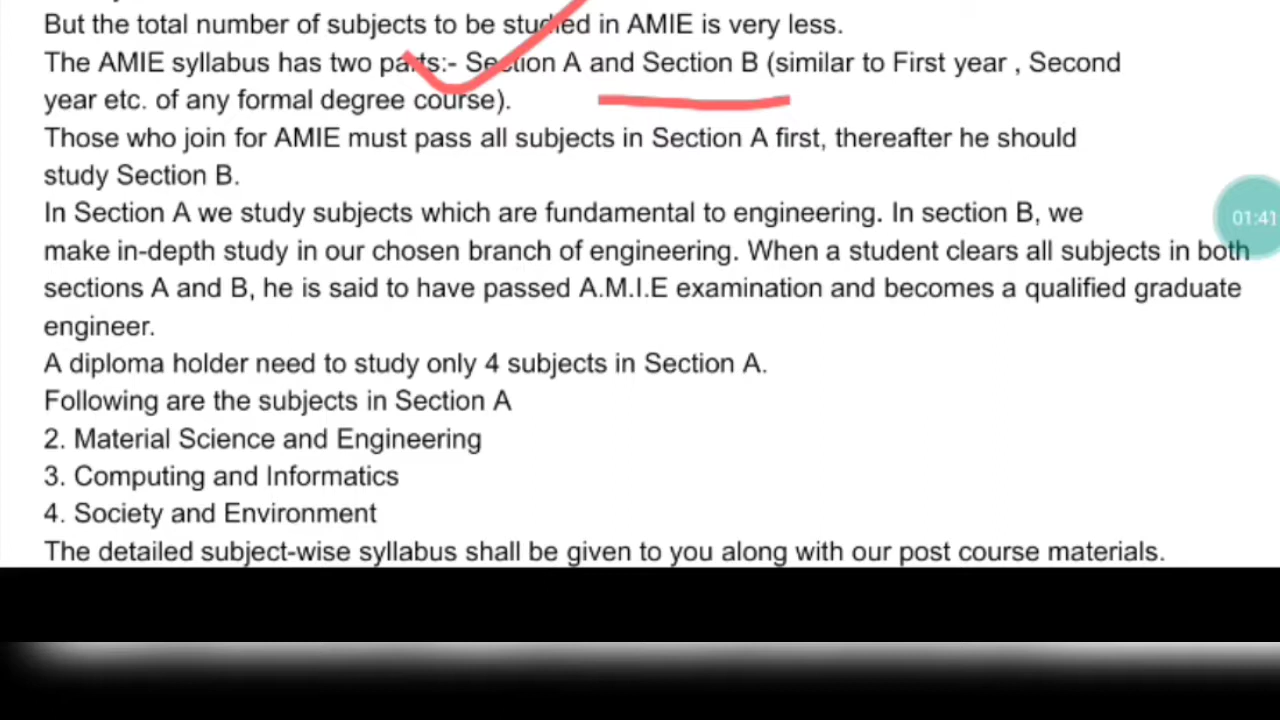 But the total number of subjects to be studied in AMIE is very less.
The AMIE syllabus has two parts:- Section A and Section B (similar to First year , Second
year etc. of any formal degree course).
Those who join for AMIE must pass all subjects in Section A first, thereafter he should
study Section B.
In Section A we study subjects which are fundamental to engineering. In section B, we
make in-depth study in our chosen branch of engineering. When a student clears all subjects in both
sections A and B, he is said to have passed A.M.I.E examination and becomes a qualified graduate
engineer.
A diploma holder need to study only 4 subjects in Section A.
Following are the subjects in Section A
2. Material Science and Engineering
3. Computing and Informatics
4. Society and Environment
The detailed subject-wise syllabus shall be given to you along with our post course materials.
01:41